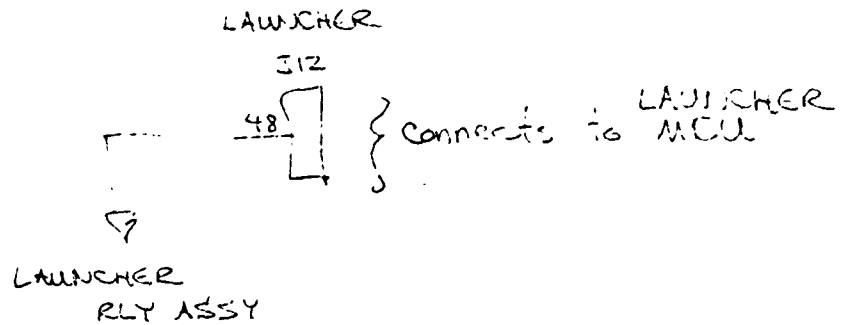 LAUNCHER
J12
48
connects to LAUNCHER
MCU
LAUNCHER
RLY ASSY